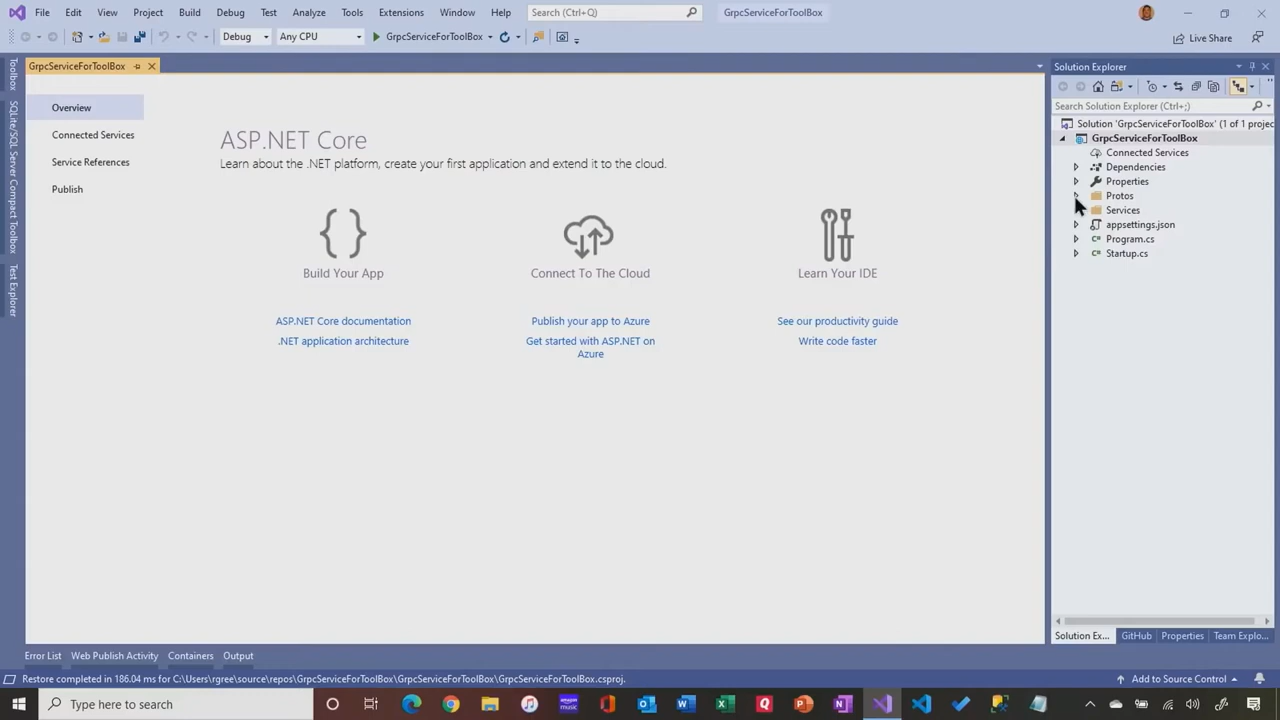 File Edit View Project Build Debug Test Analyze Tools Extensions Window Help Search (Ctrl+Q) GrpcServiceForToolBox
Debug Any CPU GrpcServiceForToolBox Live Share
Toolbox
SQLite/SQL Server Compact Toolbox
Test Explorer
GrpcServiceForToolBox
Overview
Connected Services
Service References
Publish
ASP.NET Core
Learn about the .NET platform, create your first application and extend it to the cloud.
Build Your App
ASP.NET Core documentation
.NET application architecture
Connect To The Cloud
Publish your app to Azure
Get started with ASP.NET on
Azure
Learn Your IDE
See our productivity guide
Write code faster
Solution Explorer
Search Solution Explorer (Ctrl+;)
Solution 'GrpcServiceForToolBox' (1 of 1 projec
GrpcServiceForToolBox
Connected Services
Dependencies
Properties
Protos
Services
appsettings.json
Program.cs
Startup.cs
Solution Ex... GitHub Properties Team Explo...
Error List Web Publish Activity Containers Output
Restore completed in 186.04 ms for C:\Users\rgree\source\repos\GrpcServiceForToolBox\GrpcServiceForToolBox\GrpcServiceForToolBox.csproj.
Add to Source Control
Type here to search
amazon
music